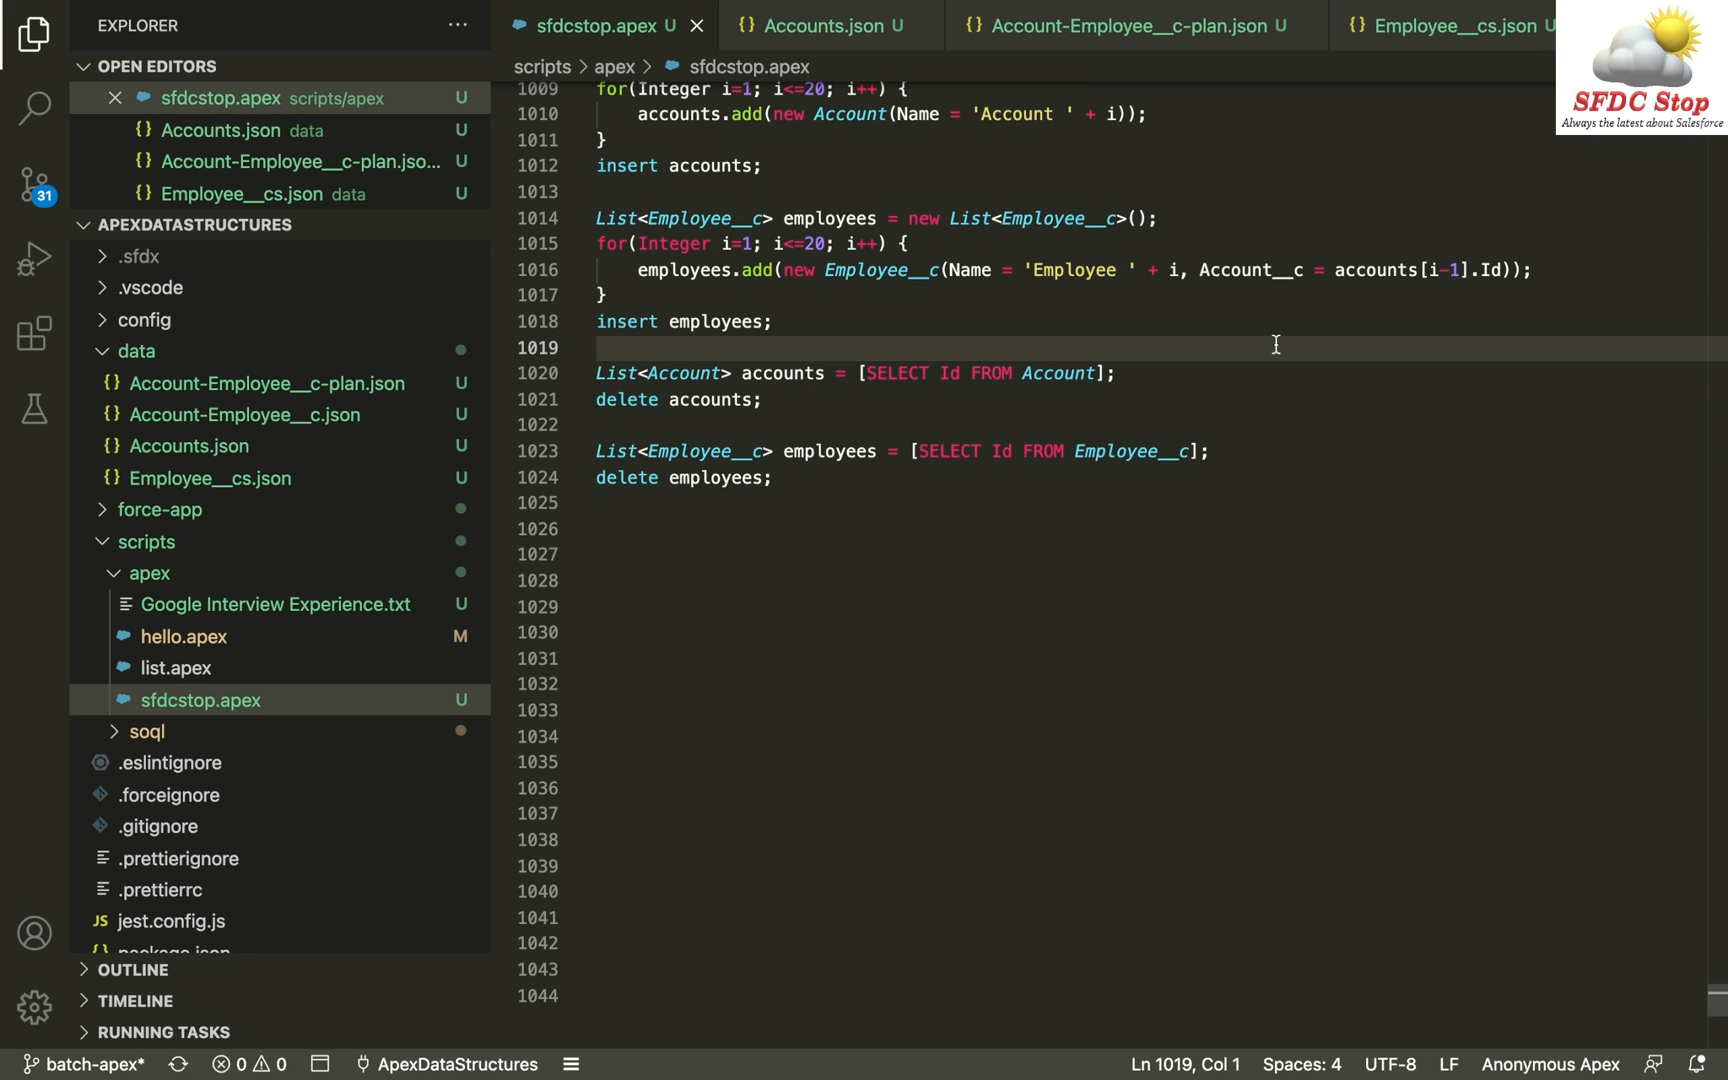 EXPLORER
OPEN EDITORS
sfdcstop.apex scripts/apex U
Accounts.json data U
Account-Employee__c-plan.jso... U
Employee__cs.json data U
APEXDATASTRUCTURES
.sfdx
.vscode
config
data
Account-Employee__c-plan.json U
Account-Employee__c.json U
Accounts.json U
Employee__cs.json U
force-app
scripts
apex
Google Interview Experience.txt U
hello.apex M
list.apex
sfdcstop.apex U
soql
.eslintignore
.forceignore
.gitignore
.prettierignore
.prettierrc
JS jest.config.js
package.json
OUTLINE
TIMELINE
RUNNING TASKS
31
sfdcstop.apex U
Accounts.json U
Account-Employee__c-plan.json U
Employee__cs.json U
SFDC Stop
Always the latest about Salesforce
scripts > apex > sfdcstop.apex
1009 for(Integer i=1; i<=20; i++) {
1010 accounts.add(new Account(Name = 'Account ' + i));
1011 }
1012 insert accounts;
1013
1014 List<Employee__c> employees = new List<Employee__c>();
1015 for(Integer i=1; i<=20; i++) {
1016 employees.add(new Employee__c(Name = 'Employee ' + i, Account__c = accounts[i-1].Id));
1017 }
1018 insert employees;
1019
1020 List<Account> accounts = [SELECT Id FROM Account];
1021 delete accounts;
1022
1023 List<Employee__c> employees = [SELECT Id FROM Employee__c];
1024 delete employees;
1025
1026
1027
1028
1029
1030
1031
1032
1033
1034
1035
1036
1037
1038
1039
1040
1041
1042
1043
1044
batch-apex* 0 0 ApexDataStructures Ln 1019, Col 1 Spaces: 4 UTF-8 LF Anonymous Apex